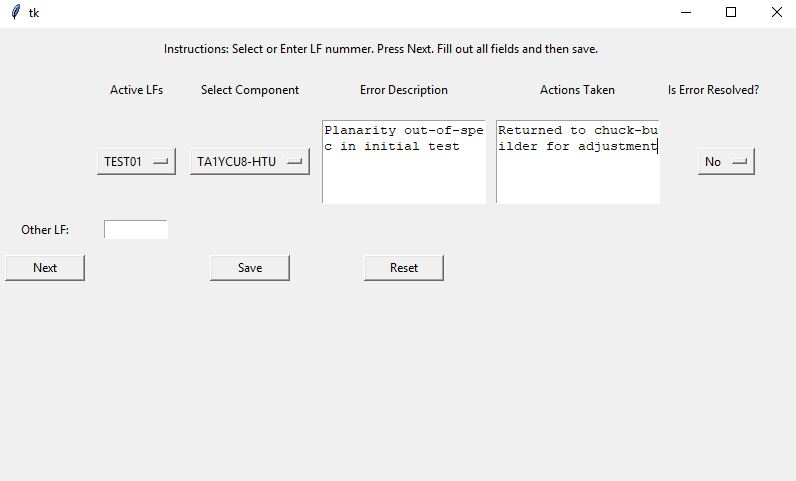 tk
Instructions: Select or Enter LF nummer. Press Next. Fill out all fields and then save.
Active LFs Select Component Error Description Actions Taken Is Error Resolved?
TEST01
TA1YCU8-HTU
Planarity out-of-spe
c in initial test
Returned to chuck-bu
ilder for adjustment
No
Other LF:
Next Save Reset